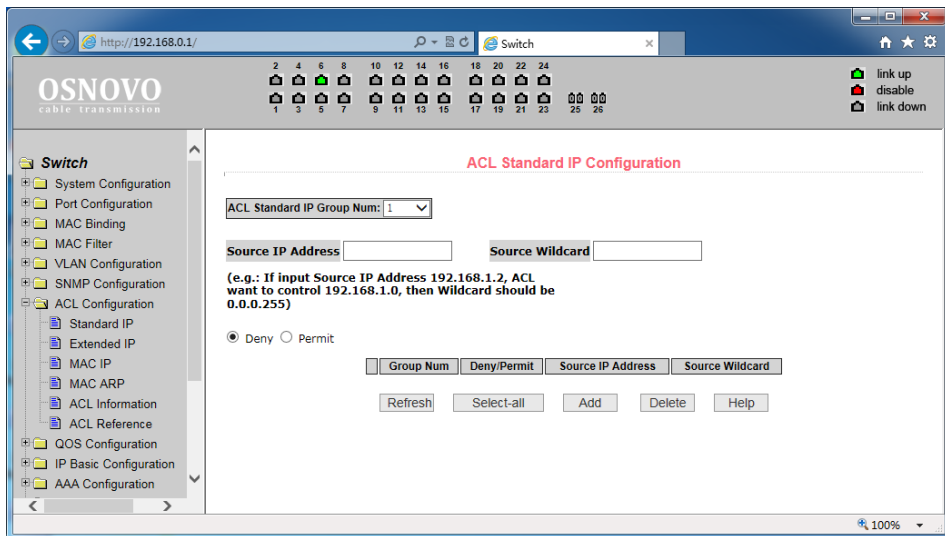 http://192.168.0.1/
Switch
OSNOVO
cable transmission
2 4 6 8 10 12 14 16 18 20 22 24
1 3 5 7 9 11 13 15 17 19 21 23 25 26
link up
disable
link down
Switch
System Configuration
Port Configuration
MAC Binding
MAC Filter
VLAN Configuration
SNMP Configuration
ACL Configuration
Standard IP
Extended IP
MAC IP
MAC ARP
ACL Information
ACL Reference
QOS Configuration
IP Basic Configuration
AAA Configuration
ACL Standard IP Configuration
ACL Standard IP Group Num: 1
Source IP Address Source Wildcard
(e.g.: If input Source IP Address 192.168.1.2, ACL
want to control 192.168.1.0, then Wildcard should be
0.0.0.255)
Deny Permit
Group Num Deny/Permit Source IP Address Source Wildcard
Refresh Select-all Add Delete Help
100%